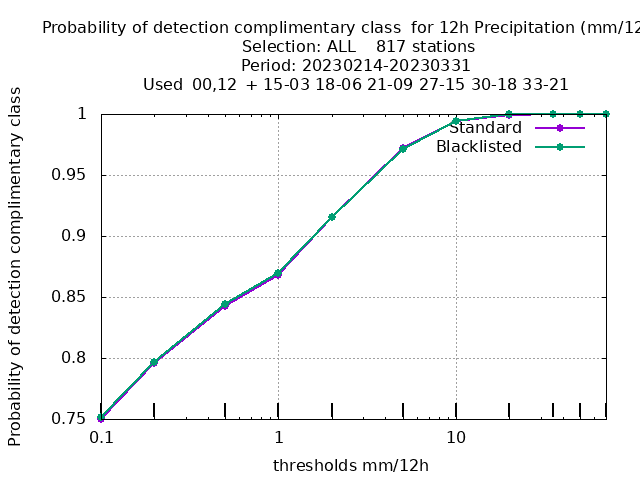 Probability of detection complimentary class for 12h Precipitation (mm/12
Selection: ALL 817 stations
Period: 20230214-20230331
Used 00,12 + 15-03 18-06 21-09 27-15 30-18 33-21
Probability of detection complimentary class
1
0.95
0.9
0.85
0.8
0.75
Standard
Blacklisted
0.1
1
10
thresholds mm/12h